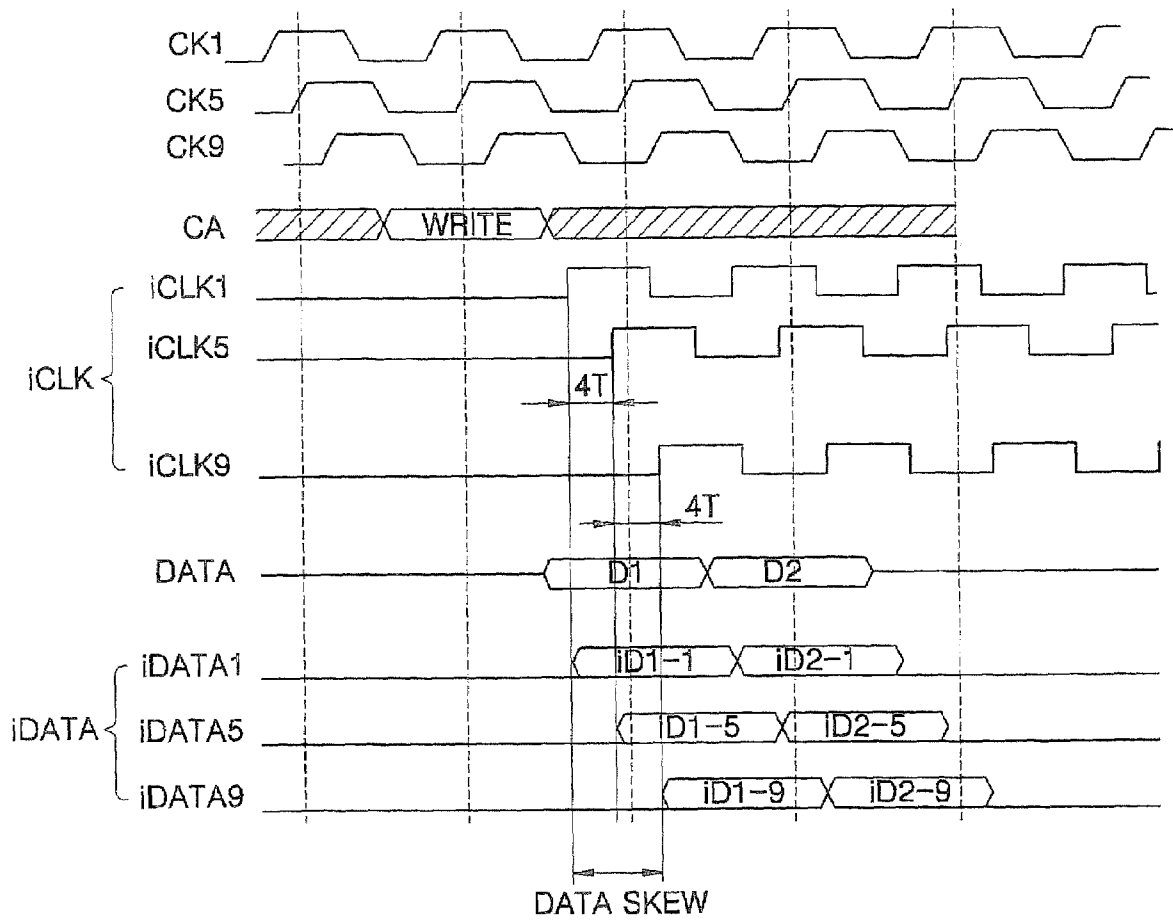 CK1
CK5
CK9
CA
WRITE
iCLK
iCLK1
iCLK5
4T
iCLK9
4T
DATA
D1
D2
iDATA
iDATA1
iD1-1
iD2-1
iDATA5
iD1-5
iD2-5
iDATA9
iD1-9
iD2-9
DATA SKEW